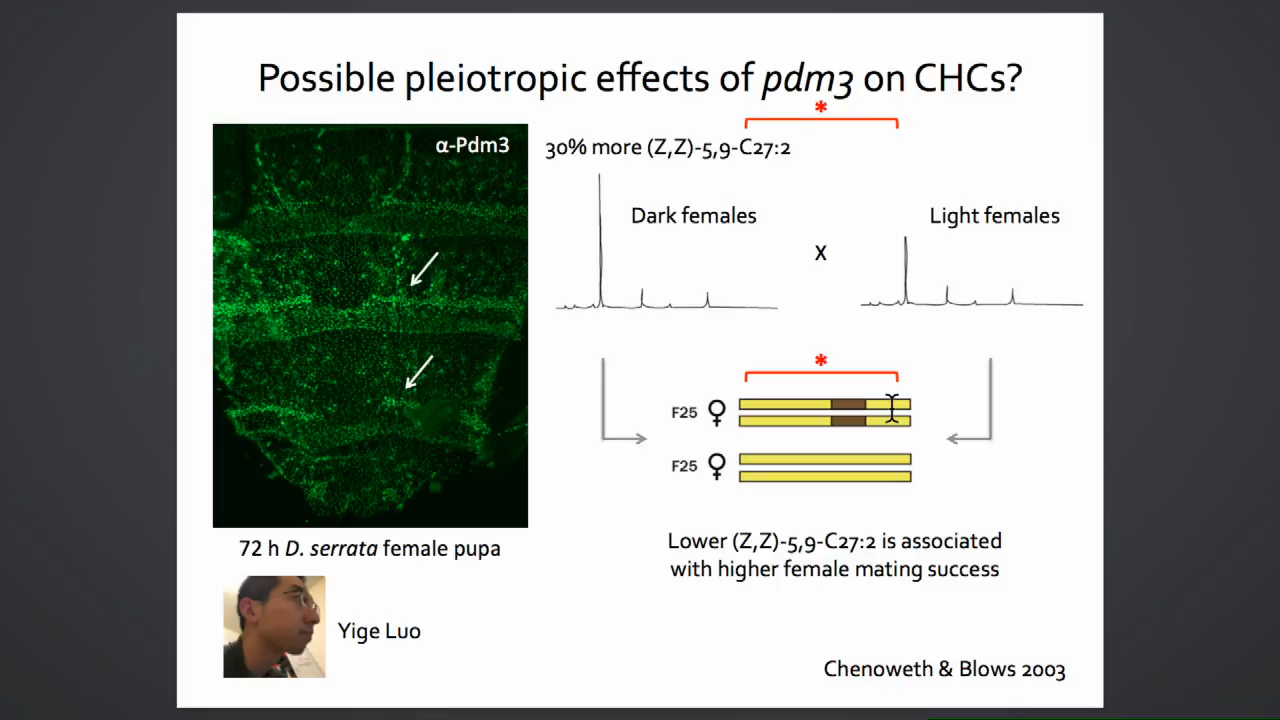 Possible pleiotropic effects of pdm3 on CHCs?
*
α-Pdm3
30% more (Z,Z)-5,9-C27:2
Dark females
Light females
X
*
F25 ♀
F25 ♀
72 h D. serrata female pupa
Lower (Z,Z)-5,9-C27:2 is associated
with higher female mating success
Yige Luo
Chenoweth & Blows 2003